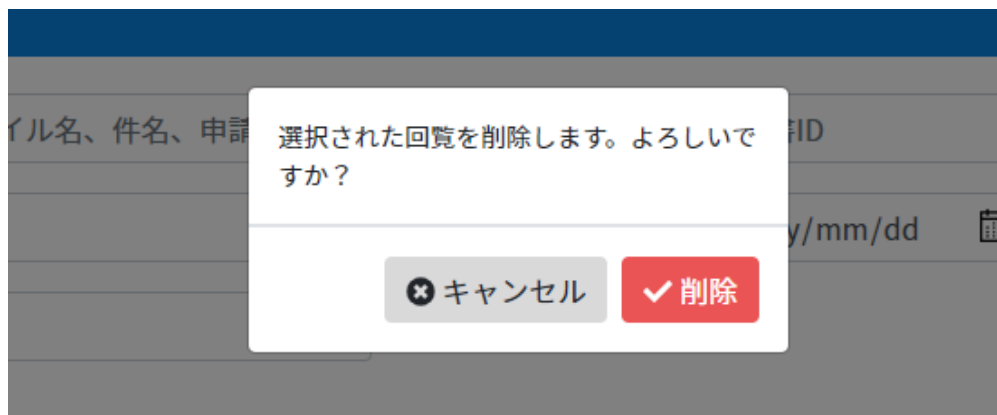 イル名、件名、申請
選択された回覧を削除します。よろしいで
すか？
ID
y/mm/dd
キャンセル
削除